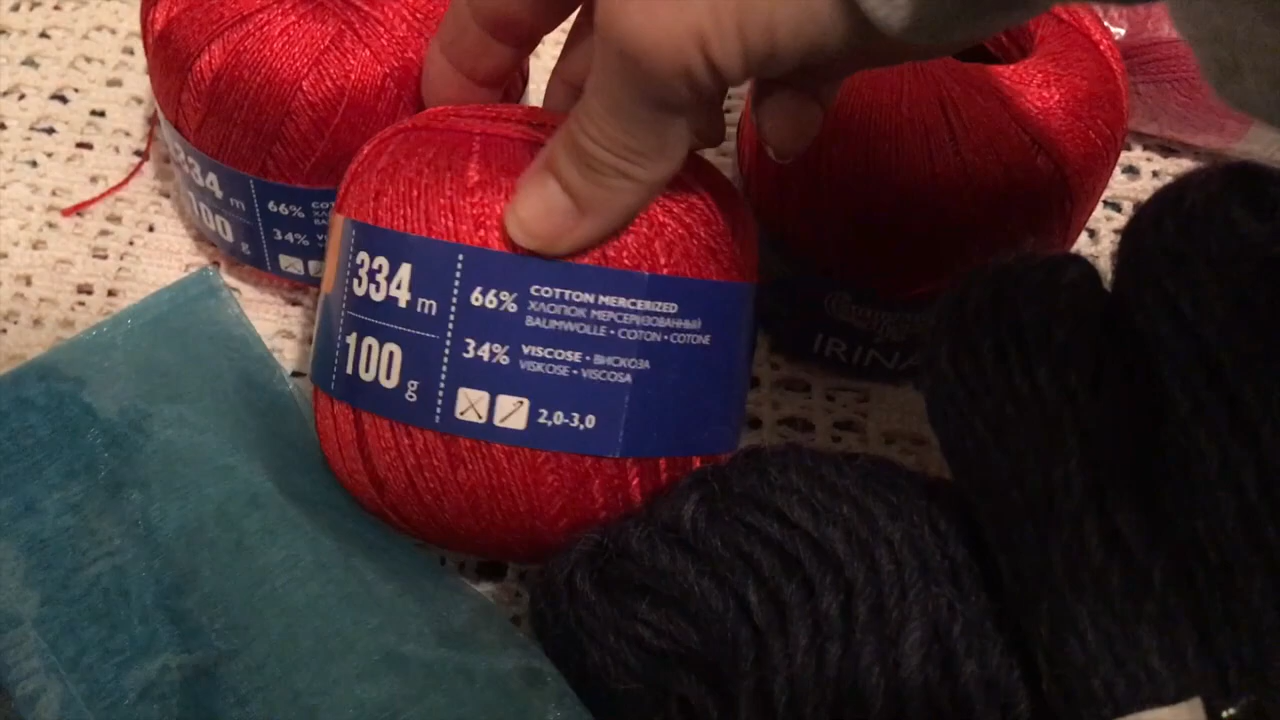 334 m
100 g
66%
34%
334 m
100 g
66% COTTON MERCERIZED
ХЛОПОК МЕРСЕРИЗОВАННЫЙ
BAUMWOLLE • COTON • COTONE
34% VISCOSE • ВИСКОЗА
VISKOSE • VISCOSA
2,0-3,0
IRINA